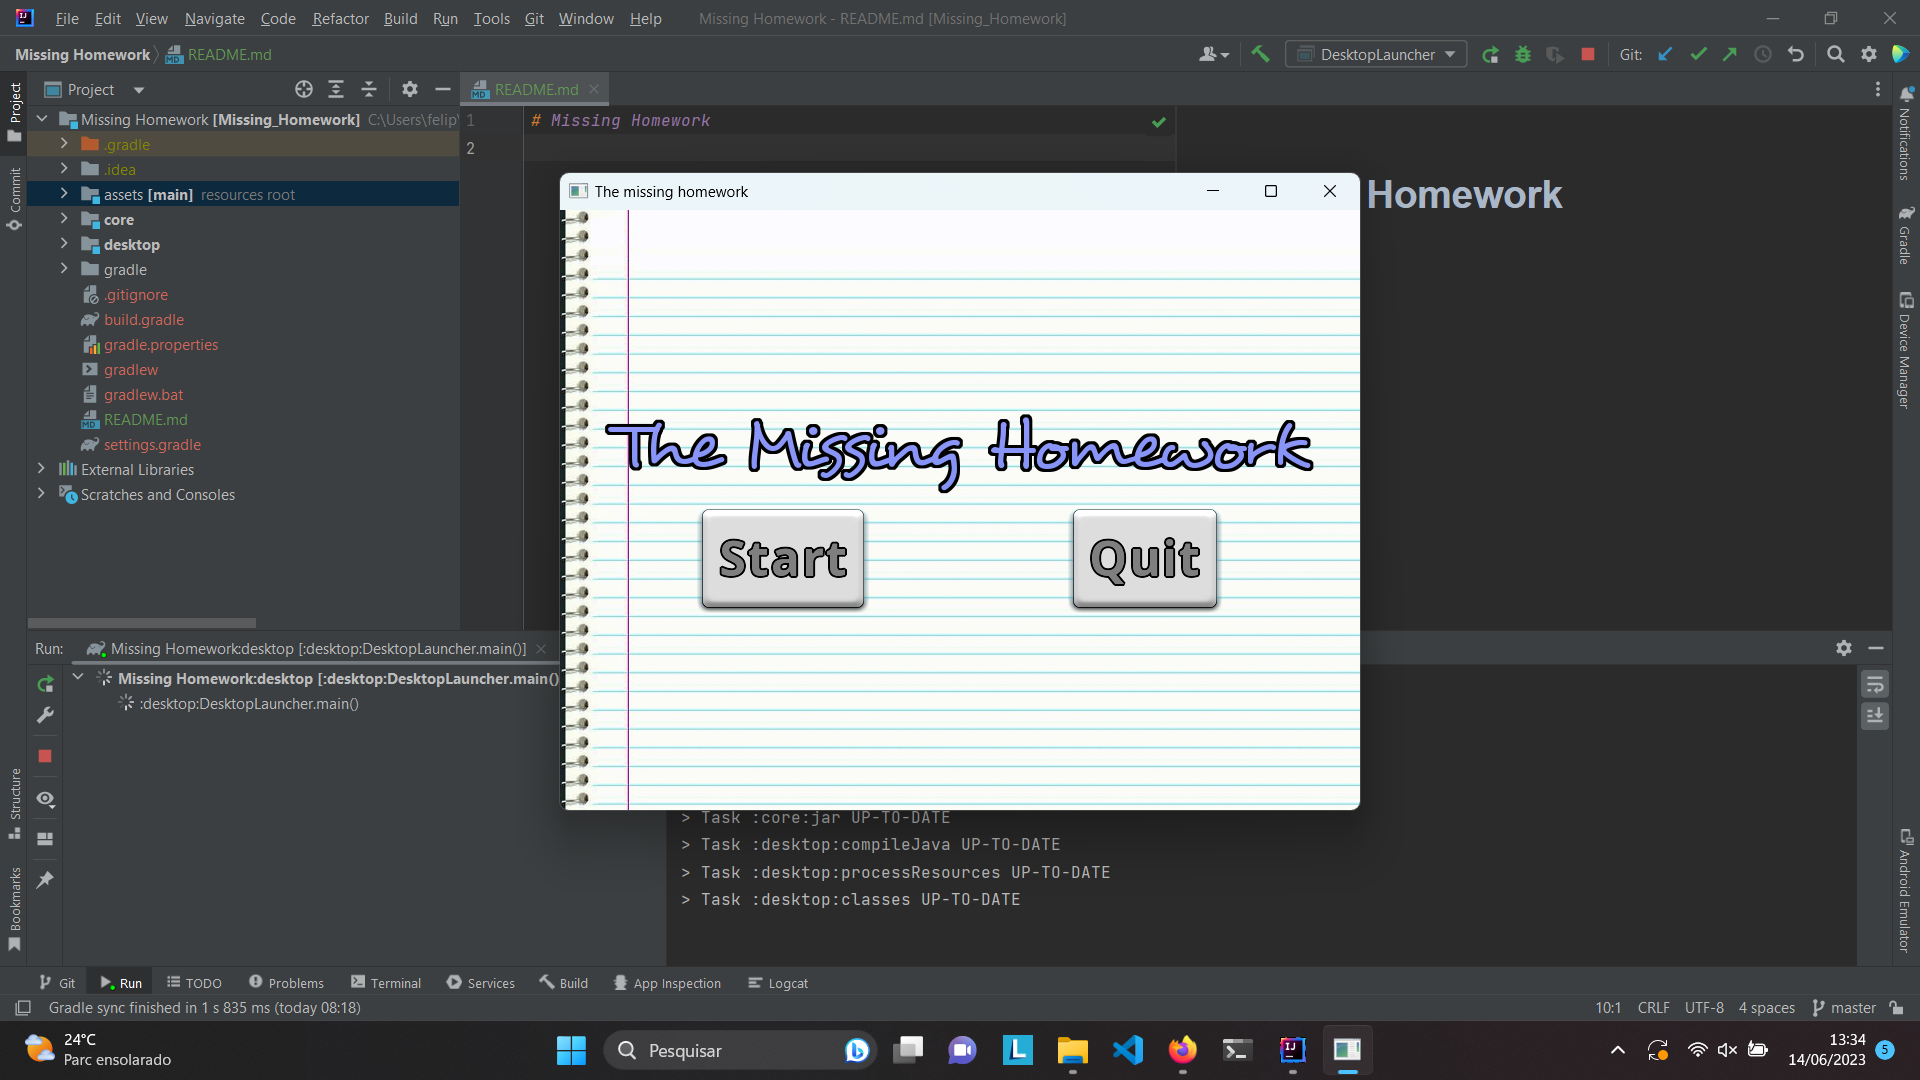 File Edit View Navigate Code Refactor Build Run Tools Git Window Help Missing Homework - README.md [Missing_Homework]
Missing Homework README.md DesktopLauncher Git:
Project README.md
Project
Commit
Structure
Bookmarks
Missing Homework [Missing_Homework] C:\Users\felip\
.gradle
.idea
assets [main] resources root
core
desktop
gradle
.gitignore
build.gradle
gradle.properties
gradlew
gradlew.bat
README.md
settings.gradle
External Libraries
Scratches and Consoles
1 # Missing Homework
2
Homework
The missing homework
The Missing Homework
Start Quit
Notifications
Gradle
Device Manager
Android Emulator
Run: Missing Homework:desktop [:desktop:DesktopLauncher.main()]
Missing Homework:desktop [:desktop:DesktopLauncher.main()
:desktop:DesktopLauncher.main()
> Task :core:jar UP-TO-DATE
> Task :desktop:compileJava UP-TO-DATE
> Task :desktop:processResources UP-TO-DATE
> Task :desktop:classes UP-TO-DATE
Git Run TODO Problems Terminal Services Build App Inspection Logcat
Gradle sync finished in 1 s 835 ms (today 08:18) 10:1 CRLF UTF-8 4 spaces master
24°C
Parc ensolarado
Pesquisar
13:34
14/06/2023
5